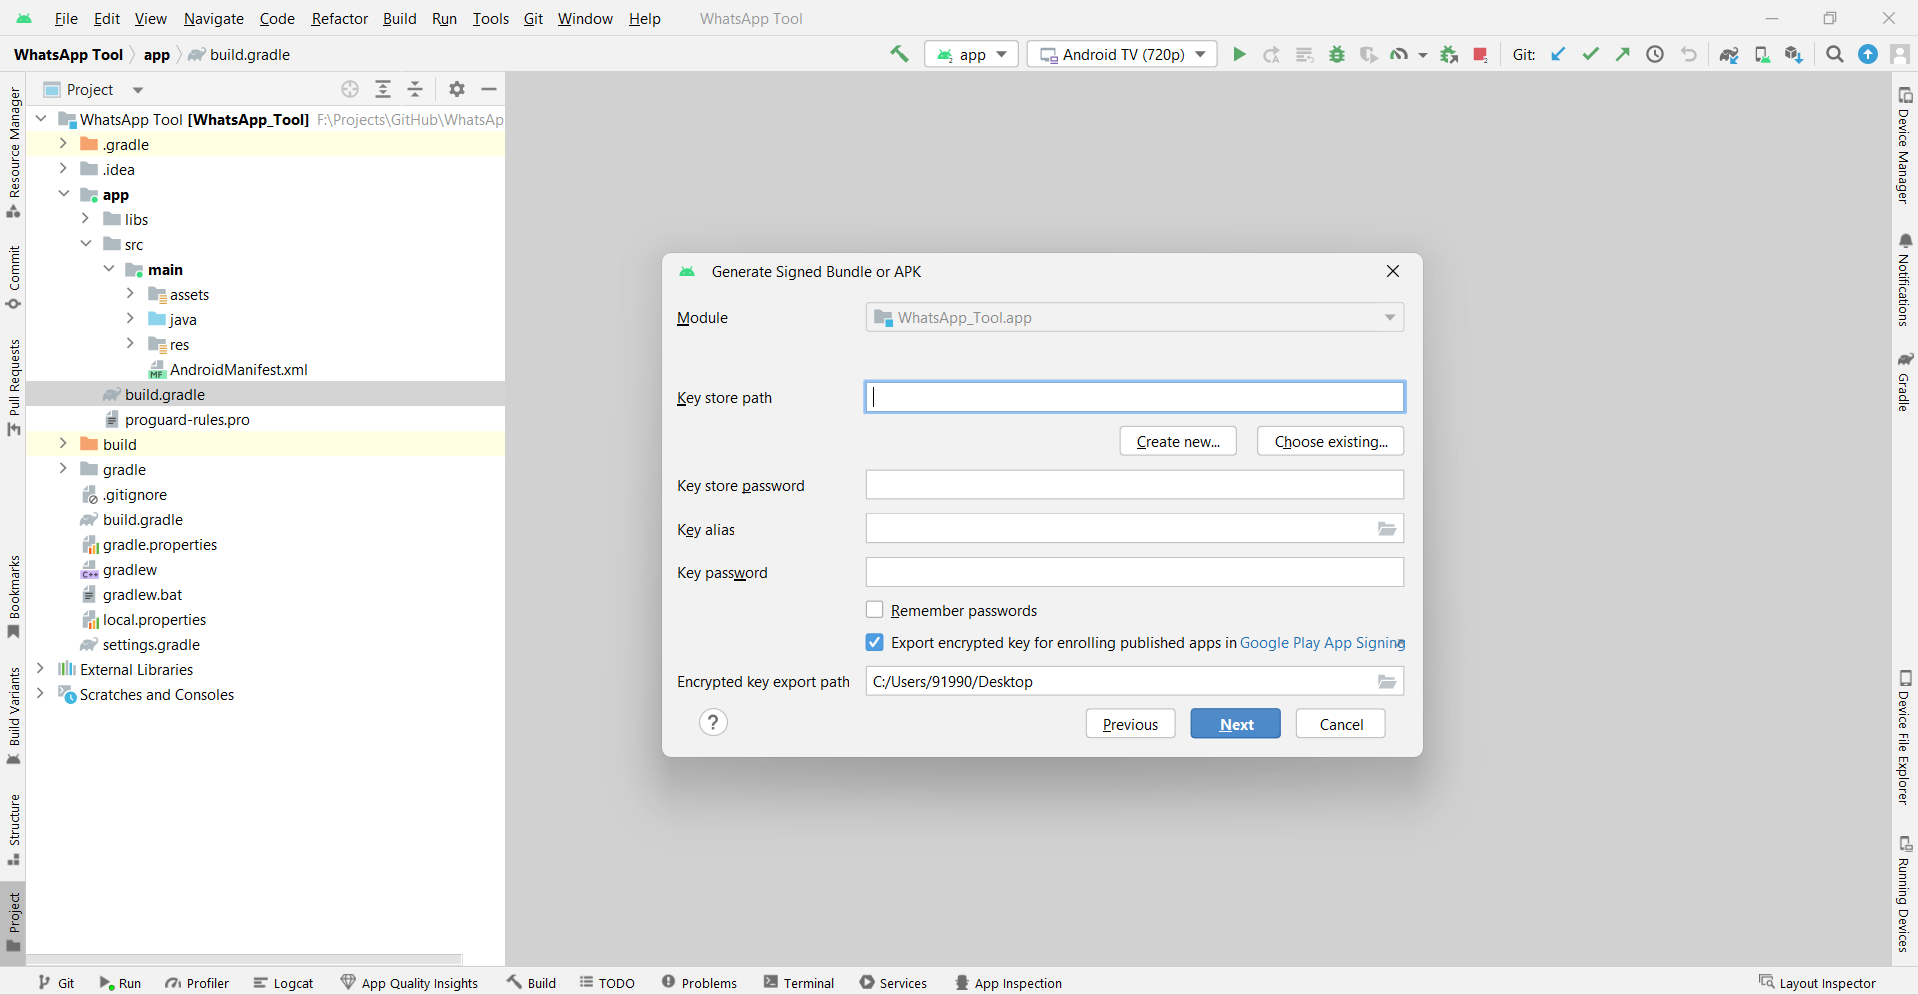 File Edit View Navigate Code Refactor Build Run Tools Git Window Help WhatsApp Tool
WhatsApp Tool app build.gradle app Android TV (720p) Git:
Project
WhatsApp Tool [WhatsApp_Tool] F:\Projects\GitHub\WhatsAp
.gradle
.idea
app
libs
src
main
assets
java
res
MF AndroidManifest.xml
build.gradle
proguard-rules.pro
build
gradle
.gitignore
build.gradle
gradle.properties
C++ gradlew
gradlew.bat
local.properties
settings.gradle
External Libraries
Scratches and Consoles
Resource Manager
Commit
Pull Requests
Bookmarks
Build Variants
Structure
Project
Generate Signed Bundle or APK
Module WhatsApp_Tool.app
Key store path
Create new... Choose existing...
Key store password
Key alias
Key password
Remember passwords
Export encrypted key for enrolling published apps in Google Play App Signing
Encrypted key export path C:/Users/91990/Desktop
? Previous Next Cancel
Device Manager
Notifications
Gradle
Device File Explorer
Running Devices
Git Run Profiler Logcat App Quality Insights Build TODO Problems Terminal Services App Inspection Layout Inspector